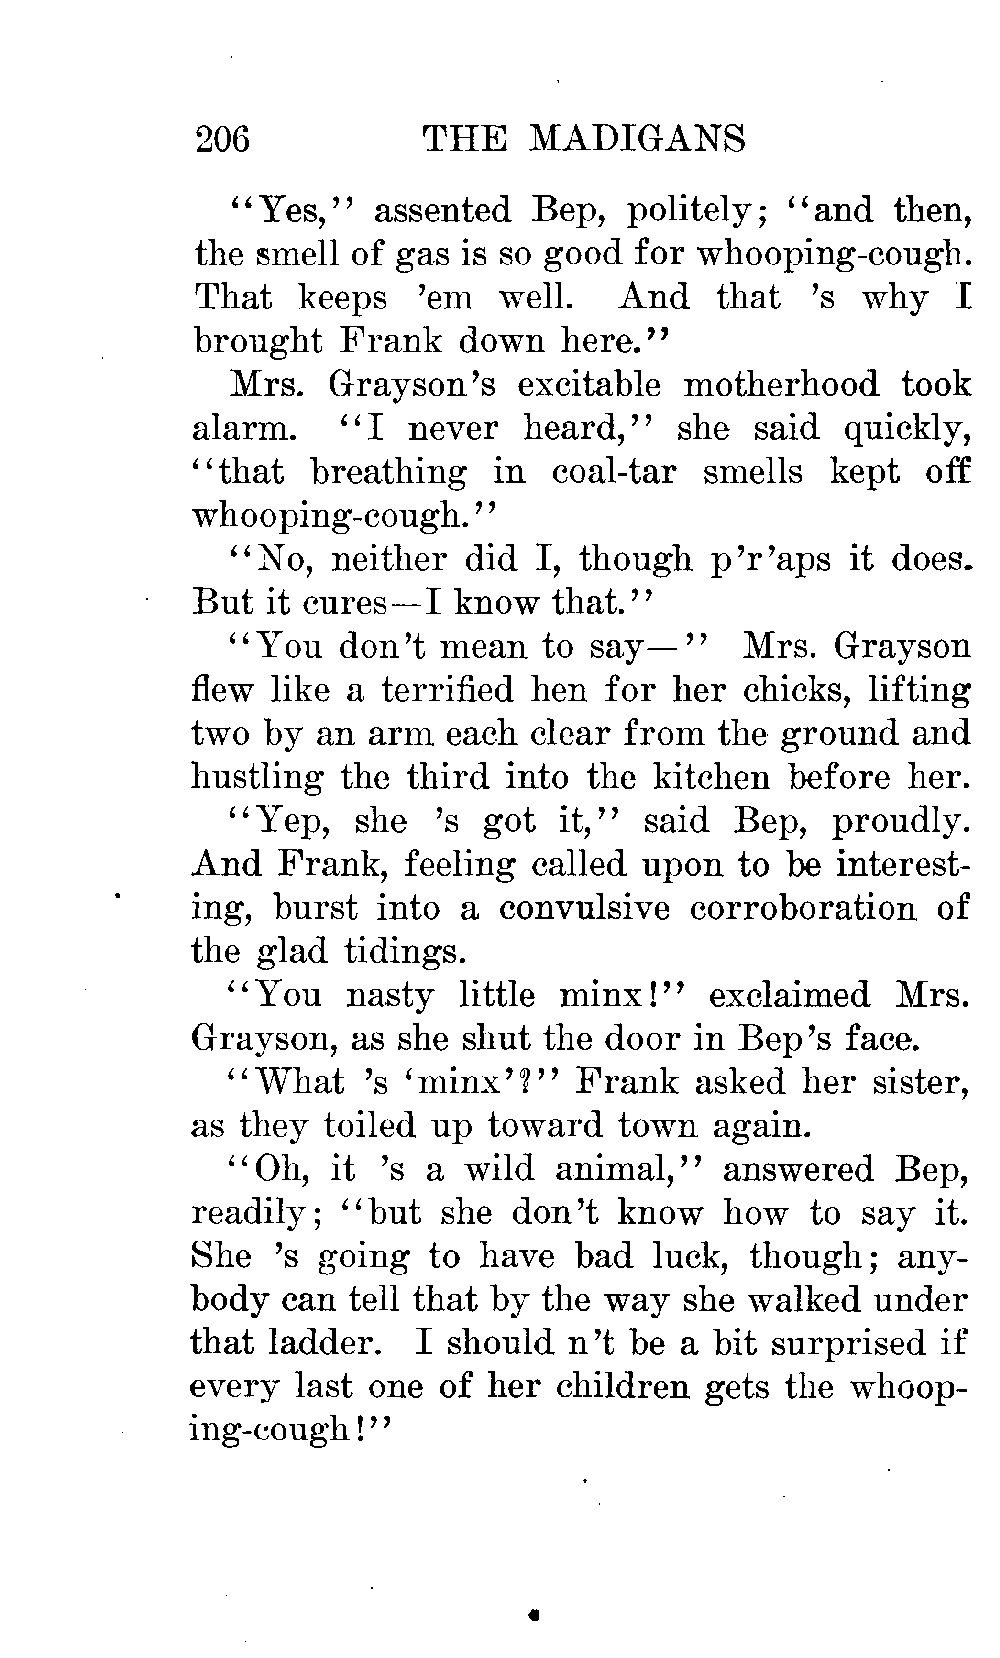 206 THE MADIGANS
"Yes," assented Bep, politely; "and then,
the smell of gas is so good for whooping-cough.
That keeps 'em well. And that 's why I
brought Frank down here."
Mrs. Grayson's excitable motherhood took
alarm. "I never heard," she said quickly,
"that breathing in coal-tar smells kept off
whooping-cough."
"No, neither did I, though p'r'aps it does.
But it cures—I know that."
"You don't mean to say—" Mrs. Grayson
flew like a terrified hen for her chicks, lifting
two by an arm each clear from the ground and
hustling the third into the kitchen before her.
"Yep, she 's got it," said Bep, proudly.
And Frank, feeling called upon to be interest-
ing, burst into a convulsive corroboration of
the glad tidings.
"You nasty little minx!" exclaimed Mrs.
Grayson, as she shut the door in Bep's face.
"What 's 'minx'?" Frank asked her sister,
as they toiled up toward town again.
"Oh, it 's a wild animal," answered Bep,
readily; "but she don't know how to say it.
She 's going to have bad luck, though; any-
body can tell that by the way she walked under
that ladder. I should n't be a bit surprised if
every last one of her children gets the whoop-
ing-cough!"